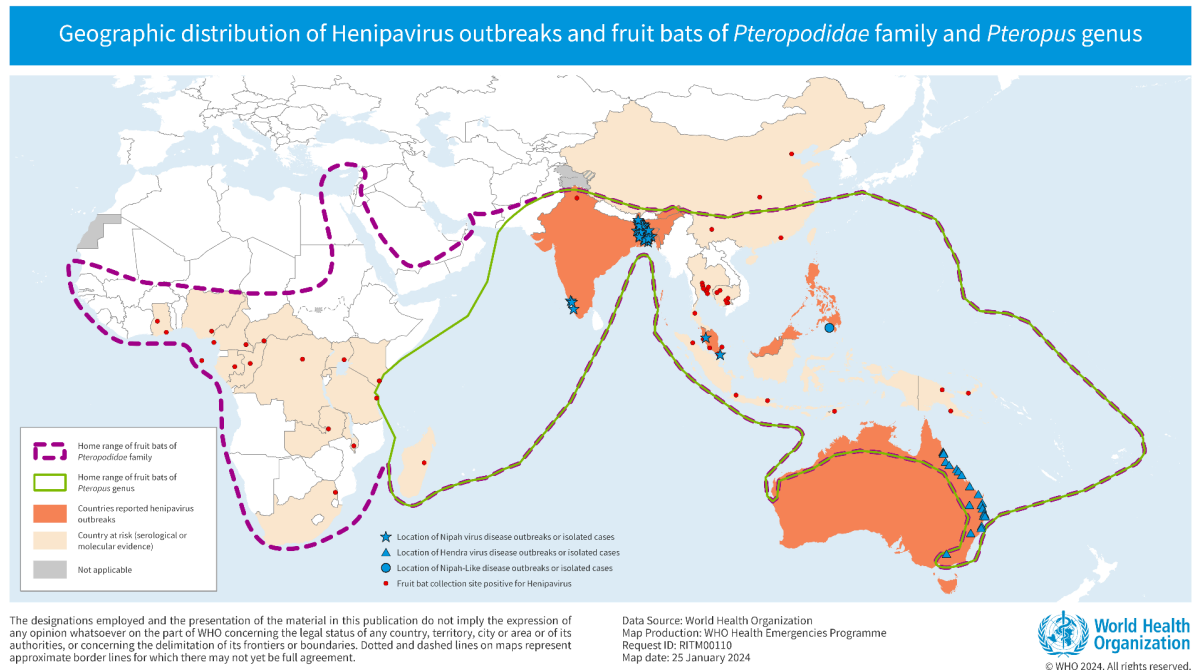 Geographic distribution of Henipavirus outbreaks and fruit bats of Pteropodidae family and Pteropus genus
Home range of fruit bats of
Pteropodidae family
Home range of fruit bats of
Pteropus genus
Countries reported henipavirus
outbreaks
Country at risk (serological or
molecular evidence)
Not applicable
Location of Nipah virus disease outbreaks or isolated cases
Location of Hendra virus disease outbreaks or isolated cases
Location of Nipah-Like disease outbreaks or isolated cases
Fruit bat collection site positive for Henipavirus
The designations employed and the presentation of the material in this publication do not imply the expression of
any opinion whatsoever on the part of WHO concerning the legal status of any country, territory, city or area or of its
authorities, or concerning the delimitation of its frontiers or boundaries. Dotted and dashed lines on maps represent
approximate border lines for which there may not yet be full agreement.
Data Source: World Health Organization
Map Production: WHO Health Emergencies Programme
Request ID: RITM00110
Map date: 25 January 2024
World Health
Organization
© WHO 2024. All rights reserved.